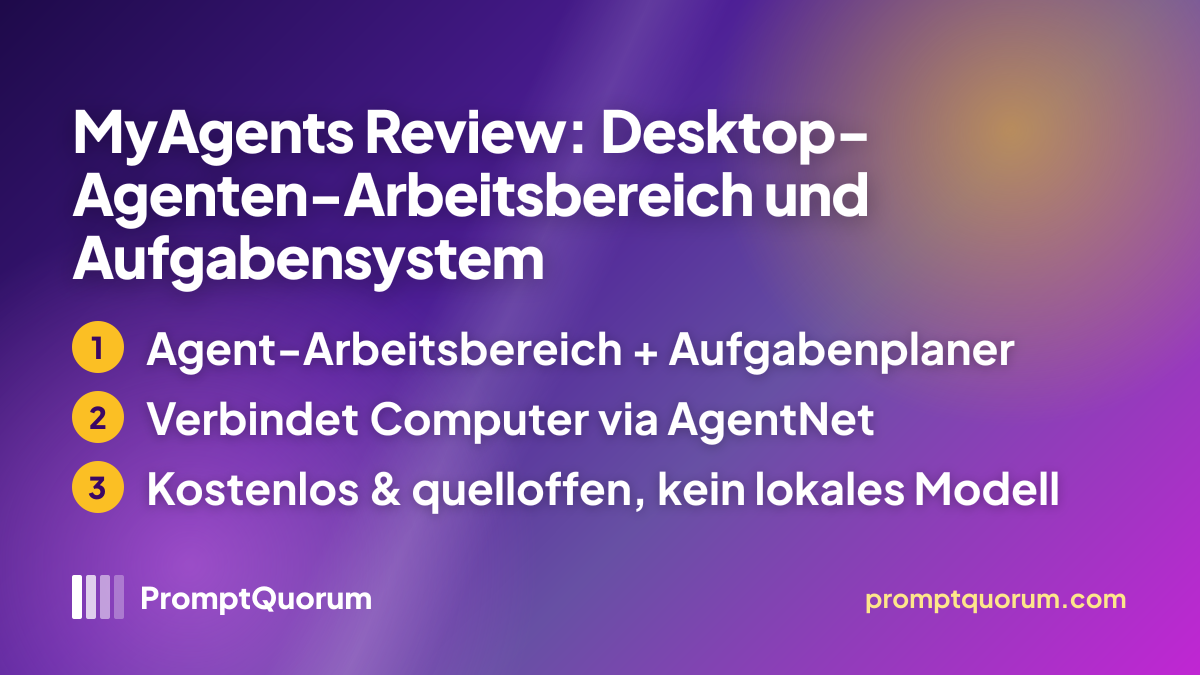 MyAgents Review: Desktop-
Agenten-Arbeitsbereich und
Aufgabensystem
1 Agent-Arbeitsbereich + Aufgabenplaner
2 Verbindet Computer via AgentNet
3 Kostenlos & quelloffen, kein lokales Modell
PromptQuorum
promptquorum.com